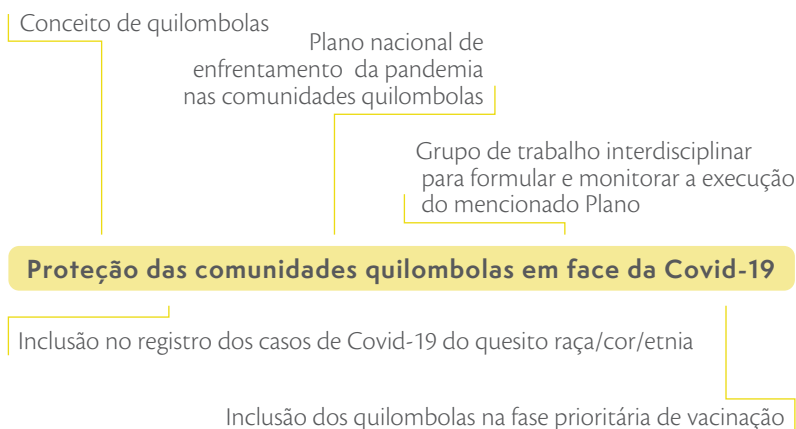 Conceito de quilombolas
Plano nacional de
enfrentamento da pandemia
nas comunidades quilombolas
Grupo de trabalho interdisciplinar
para formular e monitorar a execução
do mencionado Plano
Proteção das comunidades quilombolas em face da Covid-19
Inclusão no registro dos casos de Covid-19 do quesito raça/cor/etnia
Inclusão dos quilombolas na fase prioritária de vacinação